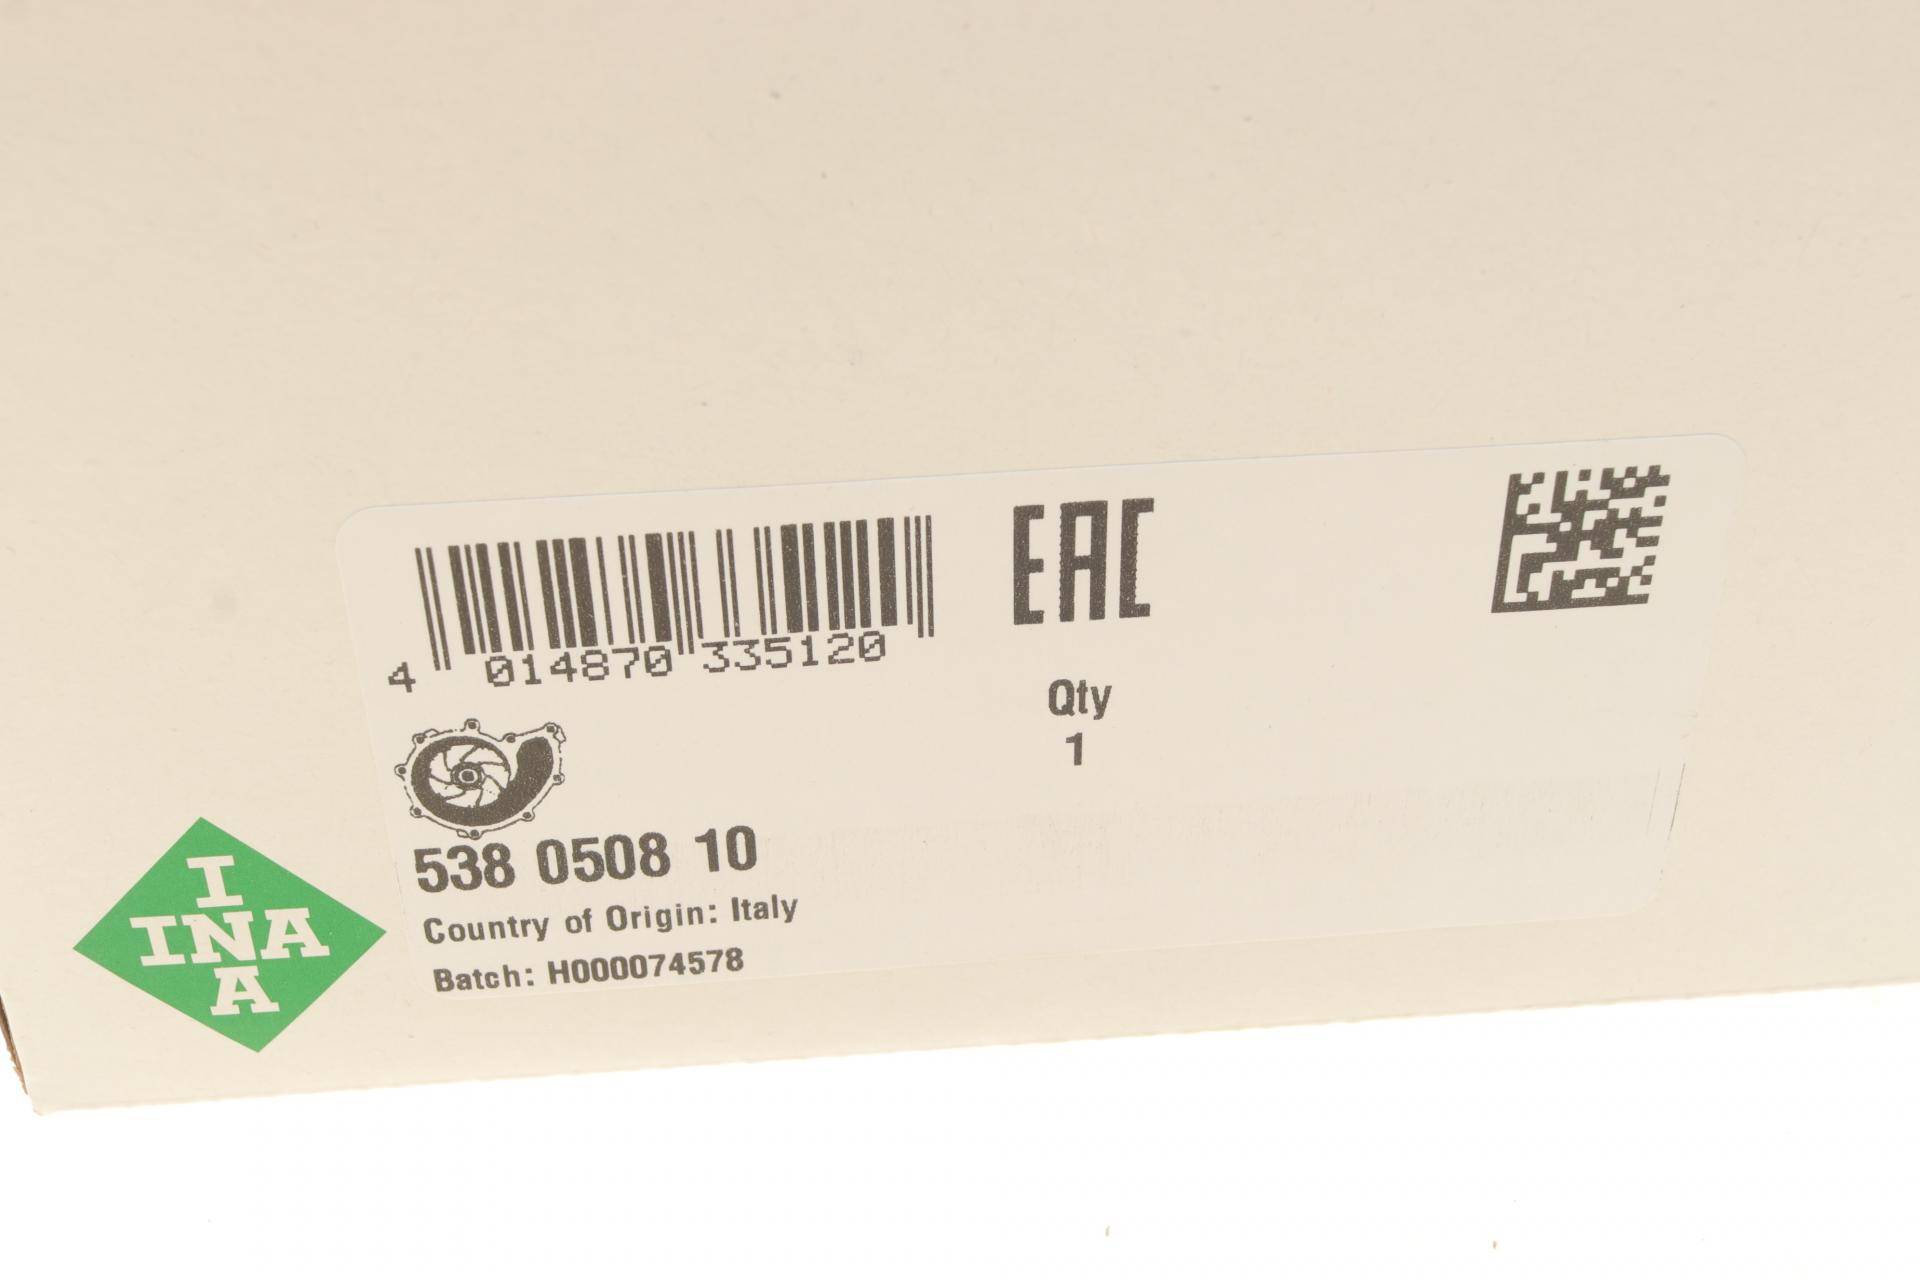 EAC
4 014870 335120
Qty
1
538 0508 10
Country of Origin: Italy
Batch: H000074578
I
INA
A